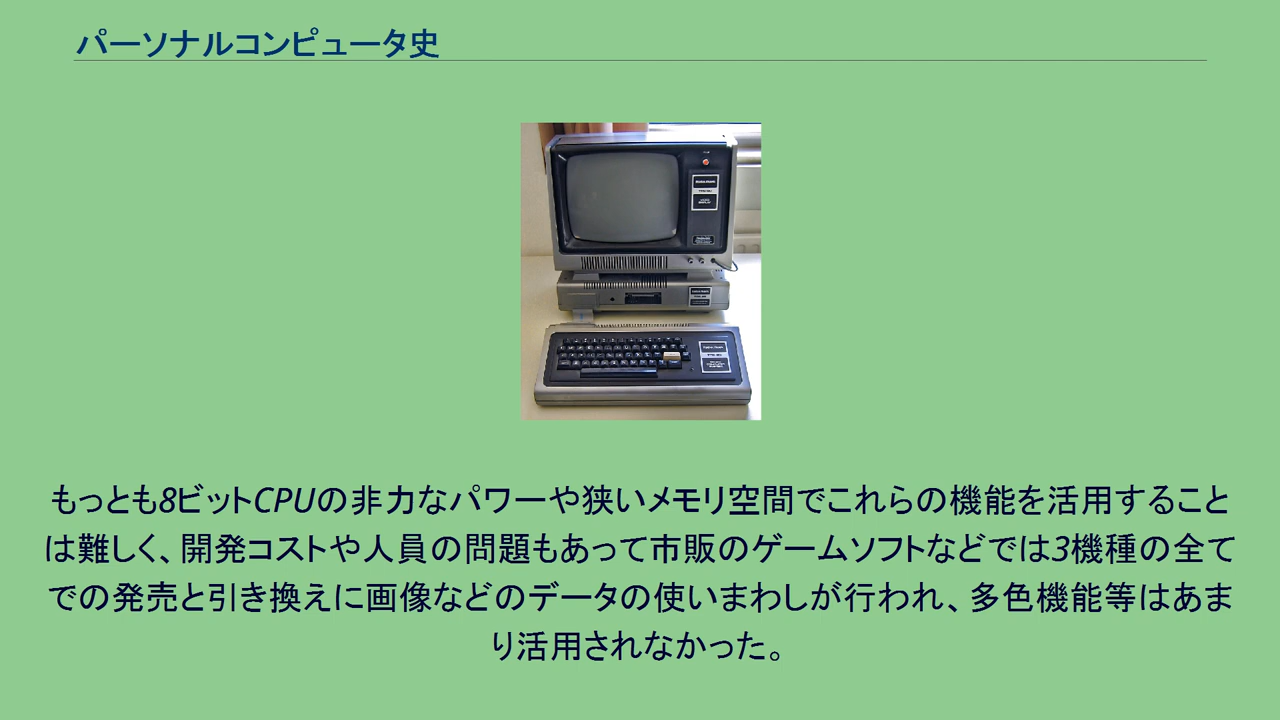 パーソナルコンピュータ史
もっとも8ビットCPUの非力なパワーや狭いメモリ空間でこれらの機能を活用すること
は難しく、開発コストや人員の問題もあって市販のゲームソフトなどでは3機種の全て
での発売と引き換えに画像などのデータの使いまわしが行われ、多色機能等はあま
り活用されなかった。